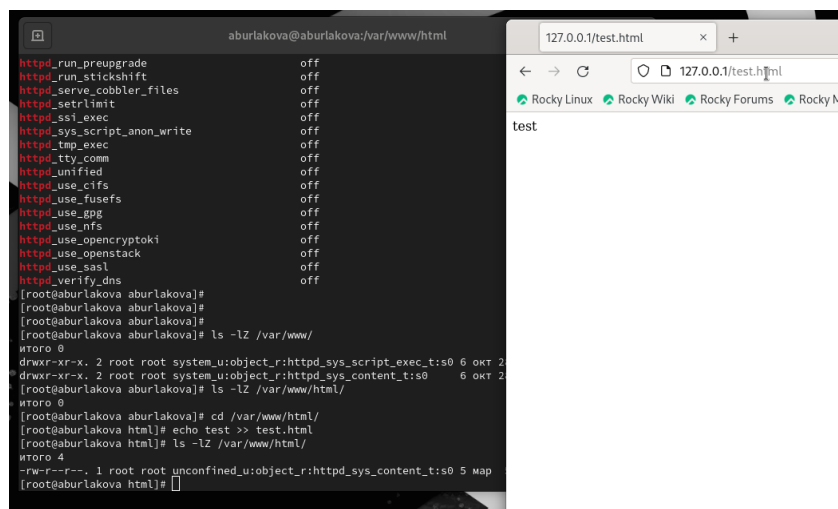 aburlakova@aburlakova:/var/www/html
httpd_run_preupgrade off
httpd_run_stickshift off
httpd_serve_cobbler_files off
httpd_setrlimit off
httpd_ssi_exec off
httpd_sys_script_anon_write off
httpd_tmp_exec off
httpd_tty_comm off
httpd_unified off
httpd_use_cifs off
httpd_use_fusefs off
httpd_use_gpg off
httpd_use_nfs off
httpd_use_opencryptoki off
httpd_use_openstack off
httpd_use_sasl off
httpd_verify_dns off
[root@aburlakova aburlakova]#
[root@aburlakova aburlakova]#
[root@aburlakova aburlakova]#
[root@aburlakova aburlakova]# ls -lZ /var/www/
итого 0
drwxr-xr-x. 2 root root system_u:object_r:httpd_sys_script_exec_t:s0 6 окт
drwxr-xr-x. 2 root root system_u:object_r:httpd_sys_content_t:s0 6 окт
[root@aburlakova aburlakova]# ls -lZ /var/www/html/
итого 0
[root@aburlakova aburlakova]# cd /var/www/html/
[root@aburlakova html]# echo test >> test.html
[root@aburlakova html]# ls -lZ /var/www/html/
итого 4
-rw-r--r--. 1 root root unconfined_u:object_r:httpd_sys_content_t:s0 5 мар
[root@aburlakova html]#
127.0.0.1/test.html × +
127.0.0.1/test.html
Rocky Linux Rocky Wiki Rocky Forums Rocky
test